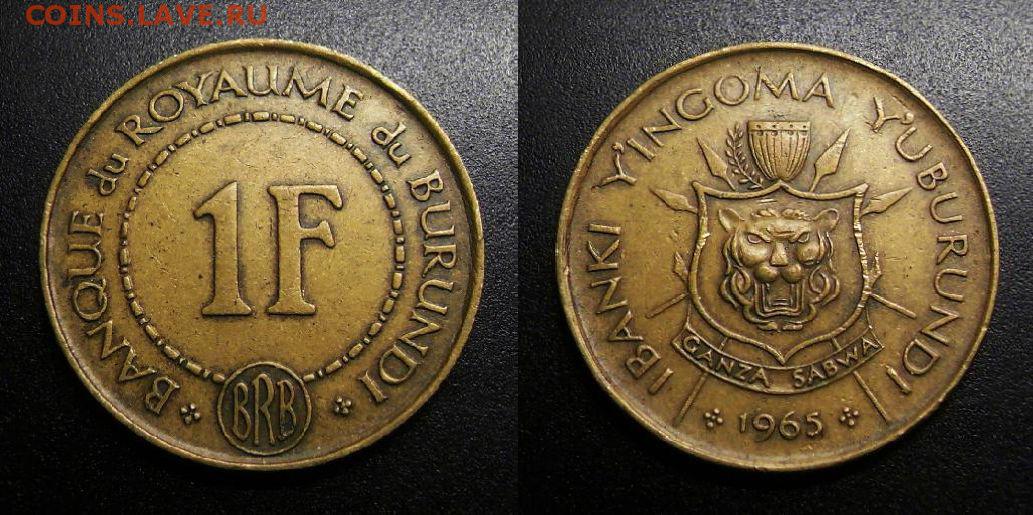 COINS.LAVE.RU
BANQUE du ROYAUME du BURUNDI
1F
BRB
IBANKI Y'INGOMA Y'UBURUNDI
GANZA SABWA
1965